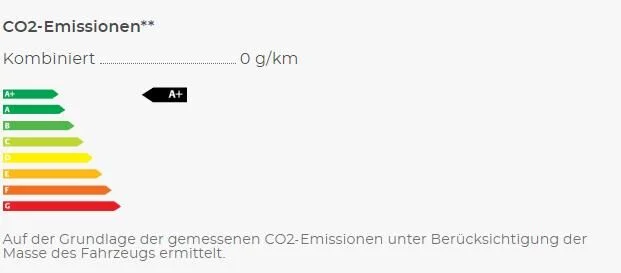 CO2-Emissionen**
Kombiniert ........................................ 0 g/km
A+
A+
A
B
C
D
E
F
G
Auf der Grundlage der gemessenen CO2-Emissionen unter Berücksichtigung der
Masse des Fahrzeugs ermittelt.